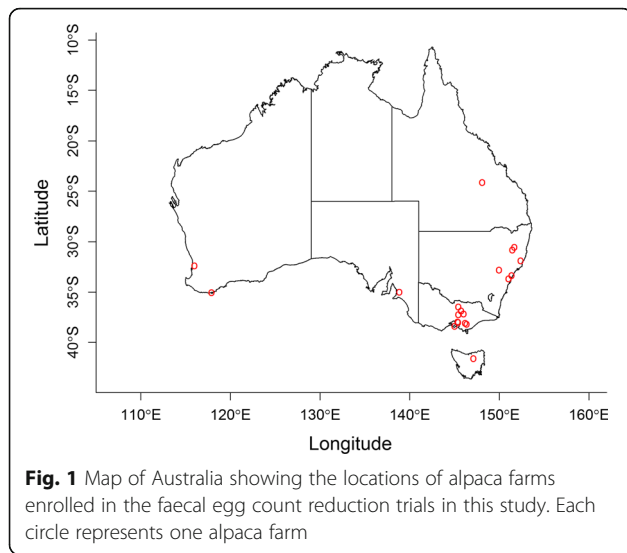 10°S
15°S
20°S
25°S
30°S
35°S
40°S
Latitude
110°E 120°E 130°E 140°E 150°E 160°E
Longitude
Fig. 1 Map of Australia showing the locations of alpaca farms
enrolled in the faecal egg count reduction trials in this study. Each
circle represents one alpaca farm